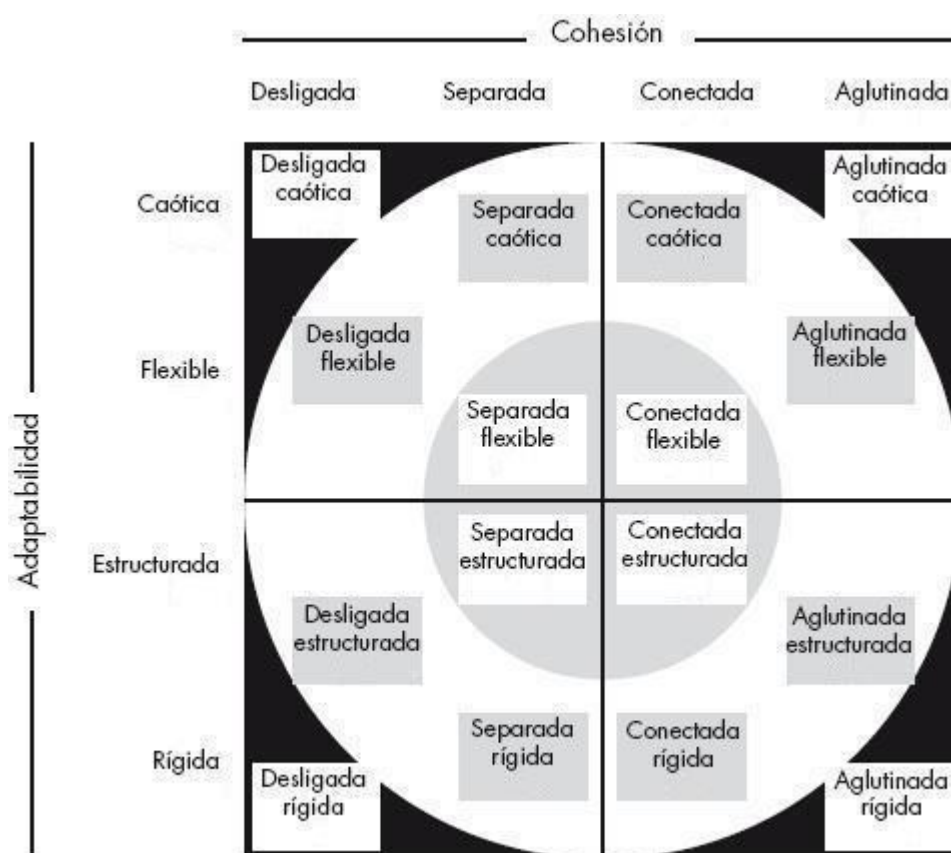 Cohesión
Desligada Separada Conectada Aglutinada
Adaptabilidad
Caótica
Desligada
caótica
Separada
caótica
Conectada
caótica
Aglutinada
caótica
Flexible
Desligada
flexible
Separada
flexible
Conectada
flexible
Aglutinada
flexible
Estructurada
Separada
estructurada
Conectada
estructurada
Desligada
estructurada
Aglutinada
estructurada
Rígida
Desligada
rígida
Separada
rígida
Conectada
rígida
Aglutinada
rígida